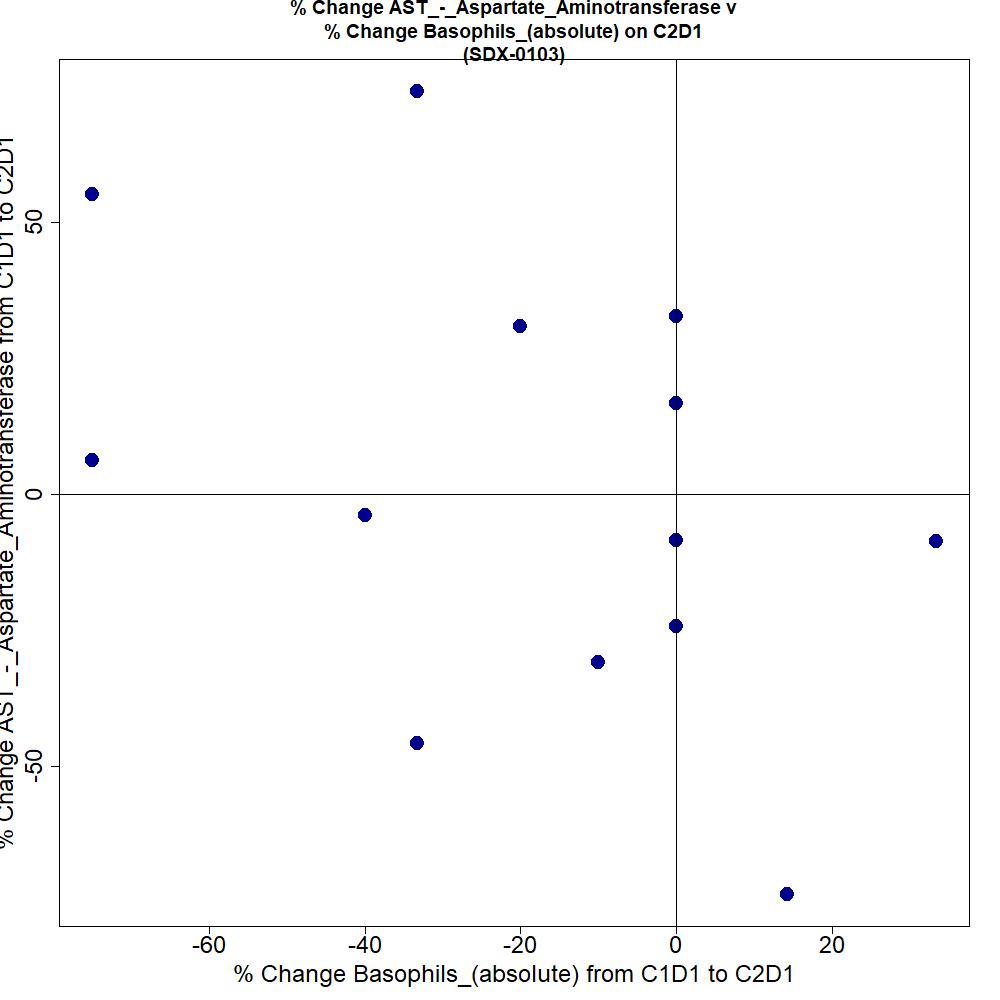 % Change AST_-_Aspartate_Aminotransferase v
% Change Basophils_(absolute) on C2D1
(SDX-0103)
% Change AST_-_Aspartate_Aminotransferase from C1D1 to C2D1
50
0
-50
-60
-40
-20
0
20
% Change Basophils_(absolute) from C1D1 to C2D1